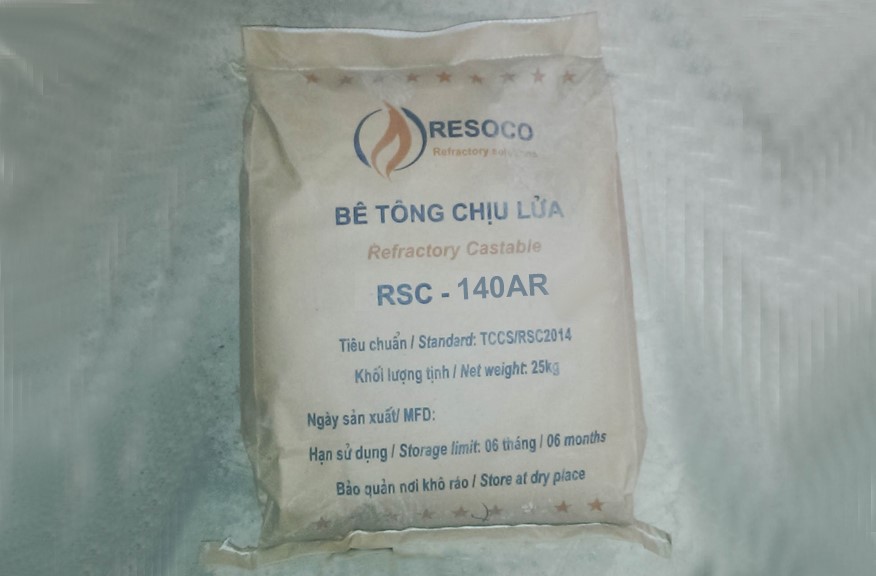 RESOCO
Refractory solutions
BÊ TÔNG CHỊU LỬA
Refractory Castable
RSC - 140AR
Tiêu chuẩn / Standard: TCCS/RSC2014
Khối lượng tịnh / Net weight: 25kg
Ngày sản xuất/ MFD:
Hạn sử dụng / Storage limit: 06 tháng / 06 months
Bảo quản nơi khô ráo / Store at dry place